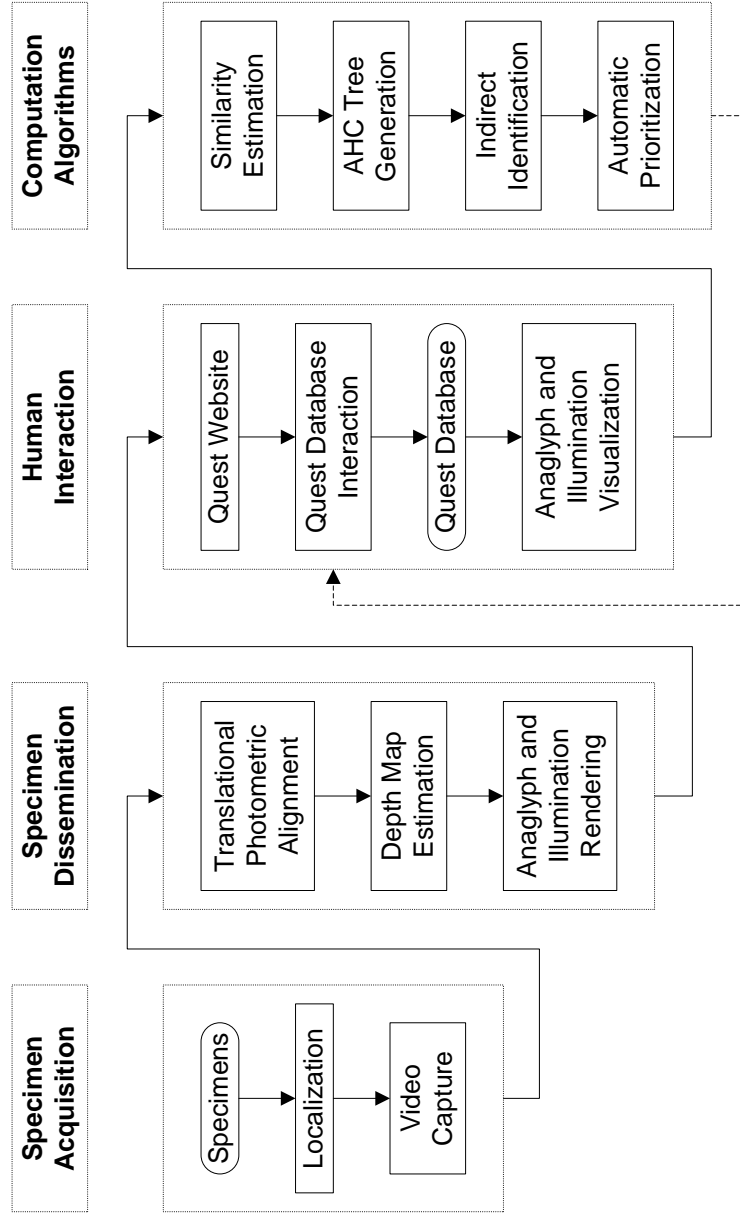 Specimen
Acquisition
Specimens
Localization
Video
Capture
Specimen
Dissemination
Translational
Photometric
Alignment
Depth Map
Estimation
Anaglyph and
Illumination
Rendering
Human
Interaction
Quest Website
Quest Database
Interaction
Quest Database
Anaglyph and
Illumination
Visualization
Computation
Algorithms
Similarity
Estimation
AHC Tree
Generation
Indirect
Identification
Automatic
Prioritization